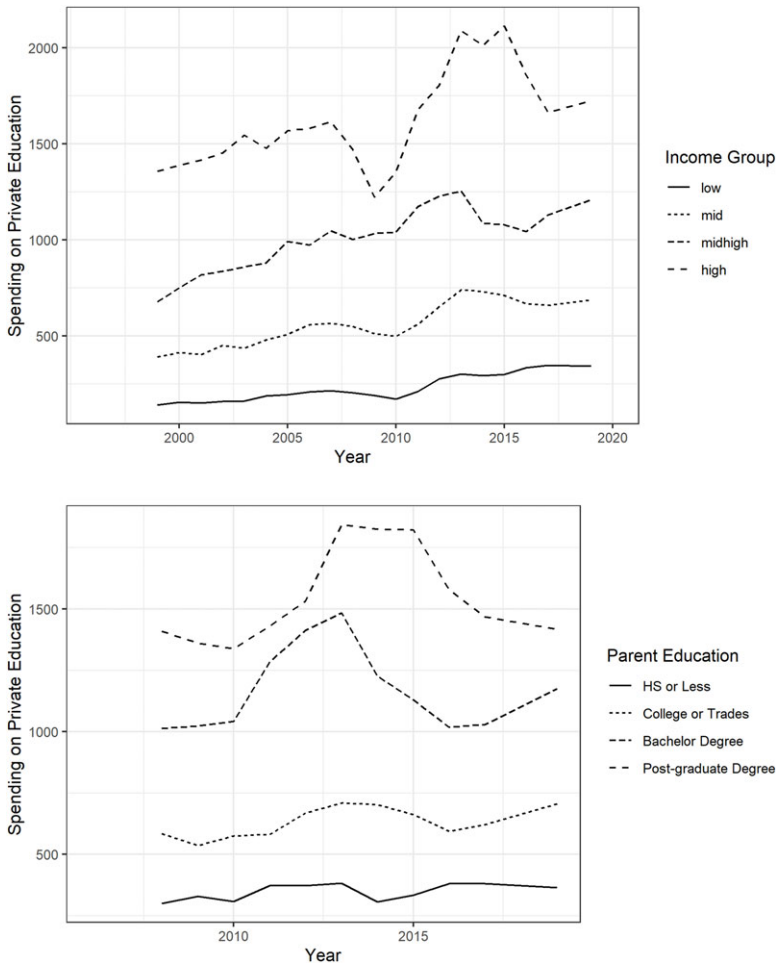 2000
1500
1000
500
Spending on Private Education
2000
2005
2010
2015
2020
Year
Income Group
low
mid
midhigh
high
1500
1000
500
Spending on Private Education
2010
2015
Year
Parent Education
HS or Less
College or Trades
Bachelor Degree
Post-graduate Degree